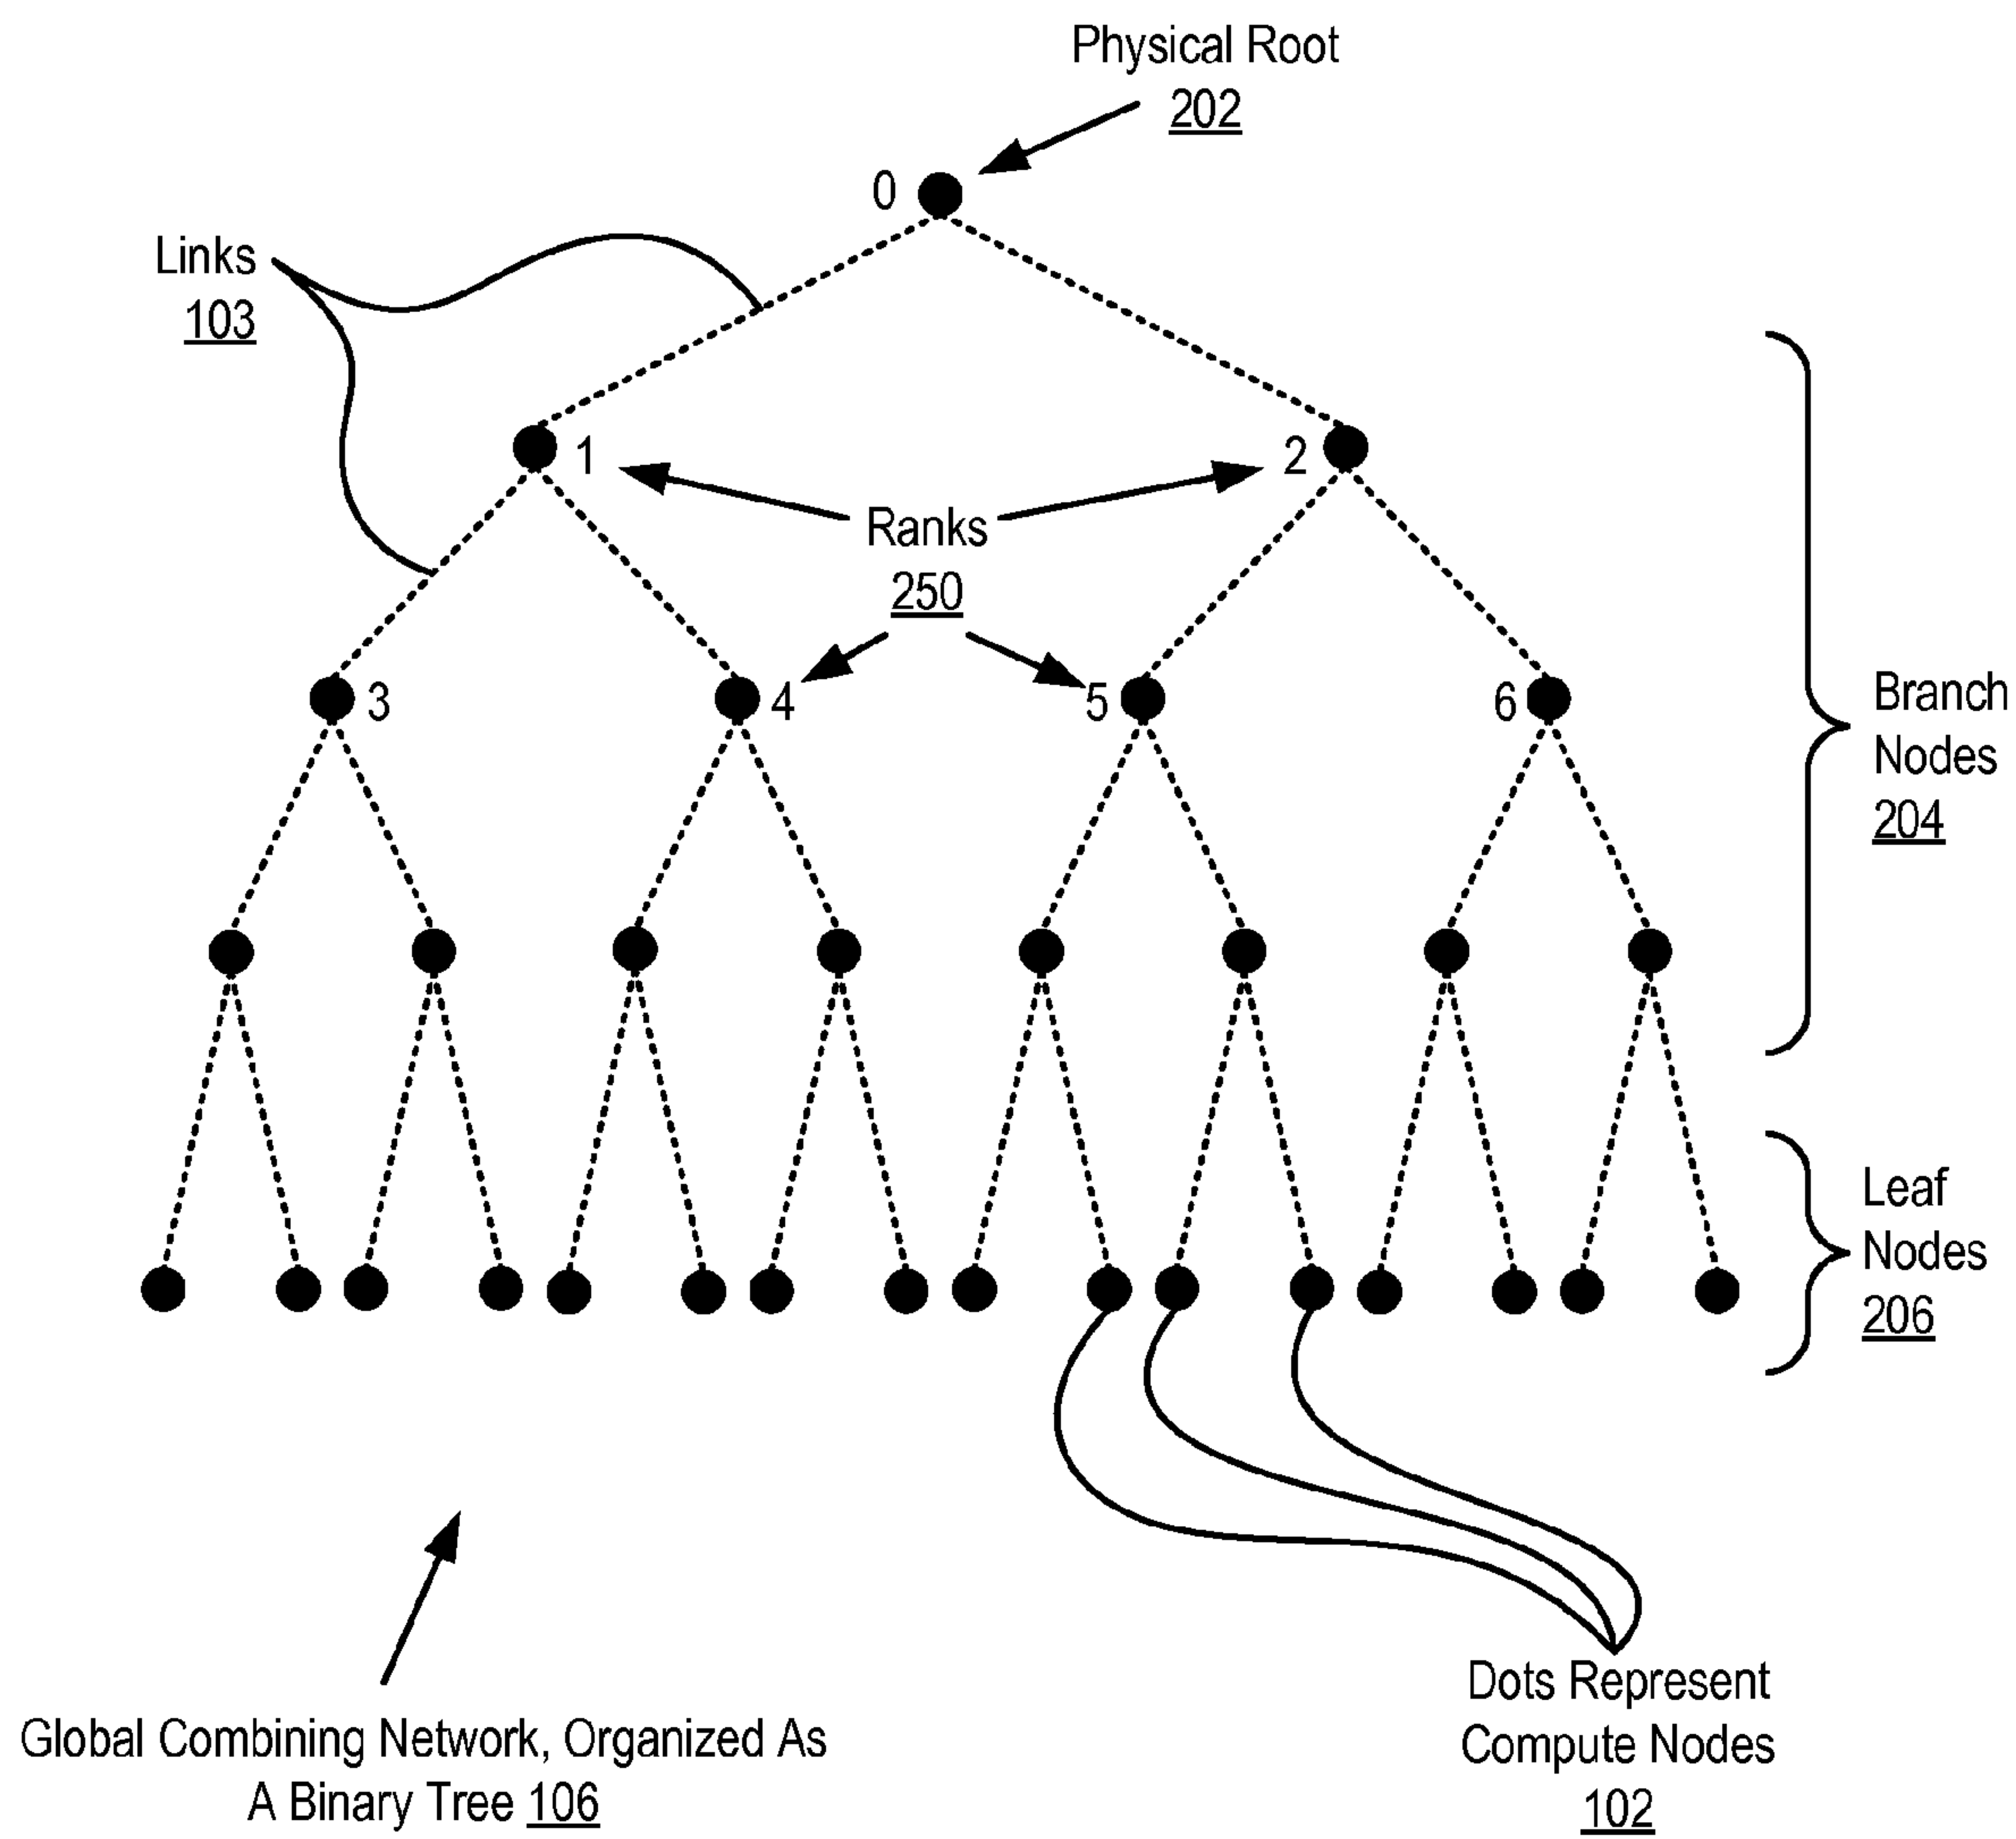 Physical Root
202
0
Links
103
1
2
Ranks
250
3
4
5
6
Branch
Nodes
204
Leaf
Nodes
206
Dots Represent
Compute Nodes
102
Global Combining Network, Organized As
A Binary Tree 106